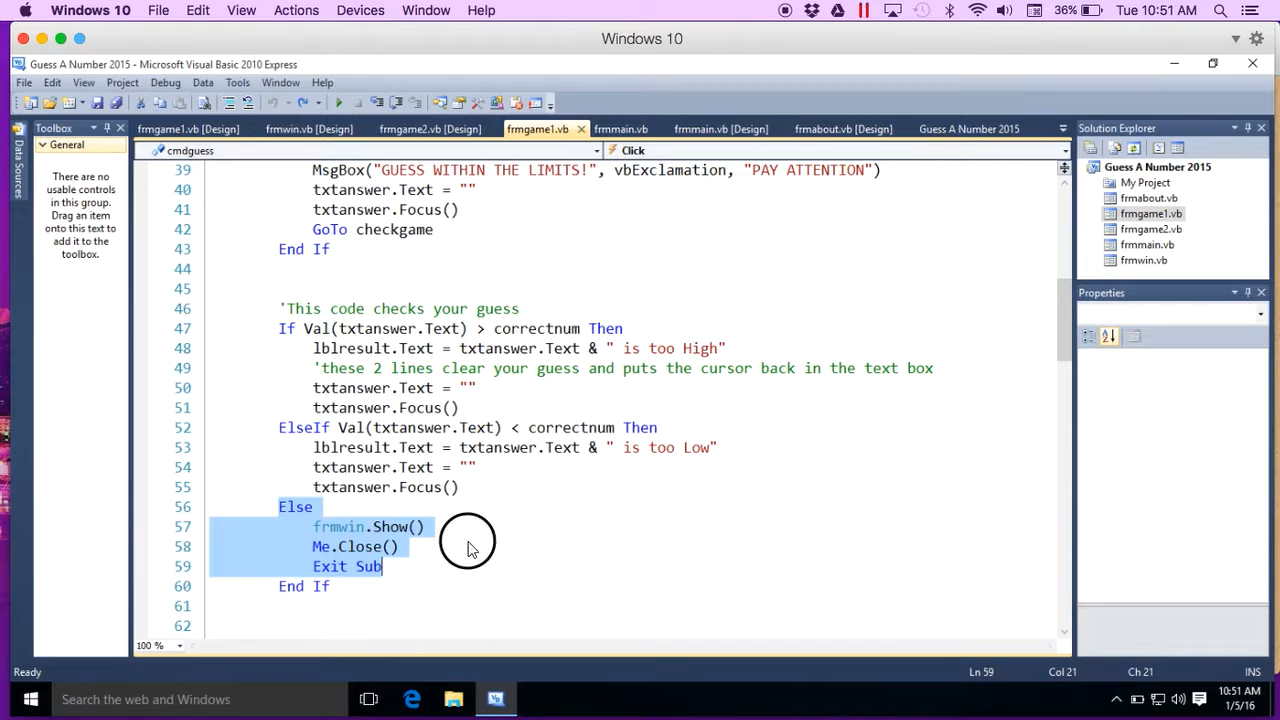 Windows 10 File Edit View Actions Devices Window Help 36% Tue 10:51 AM
Windows 10
Guess A Number 2015 - Microsoft Visual Basic 2010 Express
File Edit View Project Debug Data Tools Window Help
Toolbox
General
There are no
usable controls
in this group.
Drag an item
onto this text to
add it to the
toolbox.
Data Sources
frmgame1.vb [Design] frmwin.vb [Design] frmgame2.vb [Design] frmgame1.vb frmmain.vb frmmain.vb [Design] frmabout.vb [Design] Guess A Number 2015
cmdguess Click
39 MsgBox("GUESS WITHIN THE LIMITS!", vbExclamation, "PAY ATTENTION")
40 txtanswer.Text = ""
41 txtanswer.Focus()
42 GoTo checkgame
43 End If
44
45
46 'This code checks your guess
47 If Val(txtanswer.Text) > correctnum Then
48 lblresult.Text = txtanswer.Text & " is too High"
49 'these 2 lines clear your guess and puts the cursor back in the text box
50 txtanswer.Text = ""
51 txtanswer.Focus()
52 ElseIf Val(txtanswer.Text) < correctnum Then
53 lblresult.Text = txtanswer.Text & " is too Low"
54 txtanswer.Text = ""
55 txtanswer.Focus()
56 Else
57 frmwin.Show()
58 Me.Close()
59 Exit Sub
60 End If
61
62
100 %
Solution Explorer
Guess A Number 2015
My Project
frmabout.vb
frmgame1.vb
frmgame2.vb
frmmain.vb
frmwin.vb
Properties
Ready Ln 59 Col 21 Ch 21 INS
Search the web and Windows
10:51 AM
1/5/16